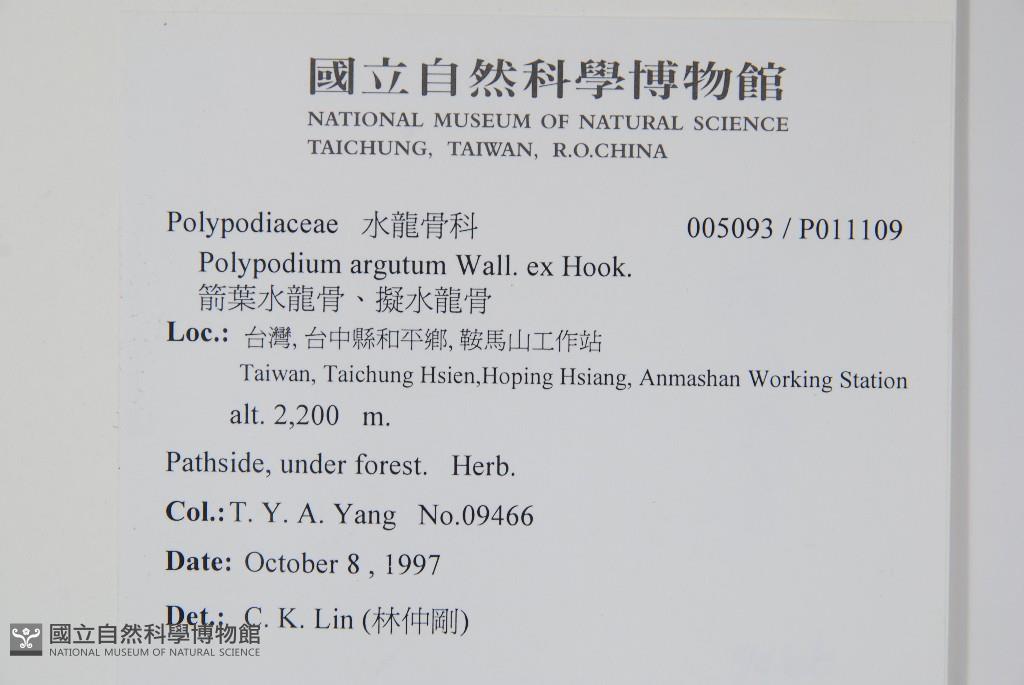 國立自然科學博物館
NATIONAL MUSEUM OF NATURAL SCIENCE
TAICHUNG, TAIWAN, R.O.CHINA
Polypodiaceae 水龍骨科 005093 / P011109
Polypodium argutum Wall. ex Hook.
箭葉水龍骨、擬水龍骨
Loc.: 台灣, 台中縣和平鄉, 鞍馬山工作站
Taiwan, Taichung Hsien,Hoping Hsiang, Anmashan Working Station
alt. 2,200 m.
Pathside, under forest. Herb.
Col.: T. Y. A. Yang No.09466
Date: October 8 , 1997
Det.: C. K. Lin (林仲剛)
國立自然科學博物館
NATIONAL MUSEUM OF NATURAL SCIENCE